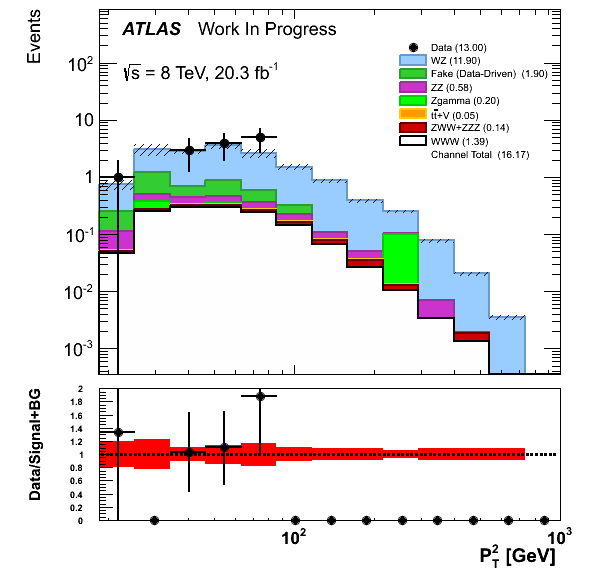 ATLAS Work In Progress
√s = 8 TeV, 20.3 fb⁻¹
Events
10²
10
1
10⁻¹
10⁻²
10⁻³
Data (13.00)
WZ (11.90)
Fake (Data-Driven) (1.90)
ZZ (0.58)
Zgamma (0.20)
tt̄+V (0.05)
ZWW+ZZZ (0.14)
WWW (1.39)
Channel Total (16.17)
Data/Signal+BG
2
1.8
1.6
1.4
1.2
1
0.8
0.6
0.4
0.2
0
10²
10³
P_T² [GeV]